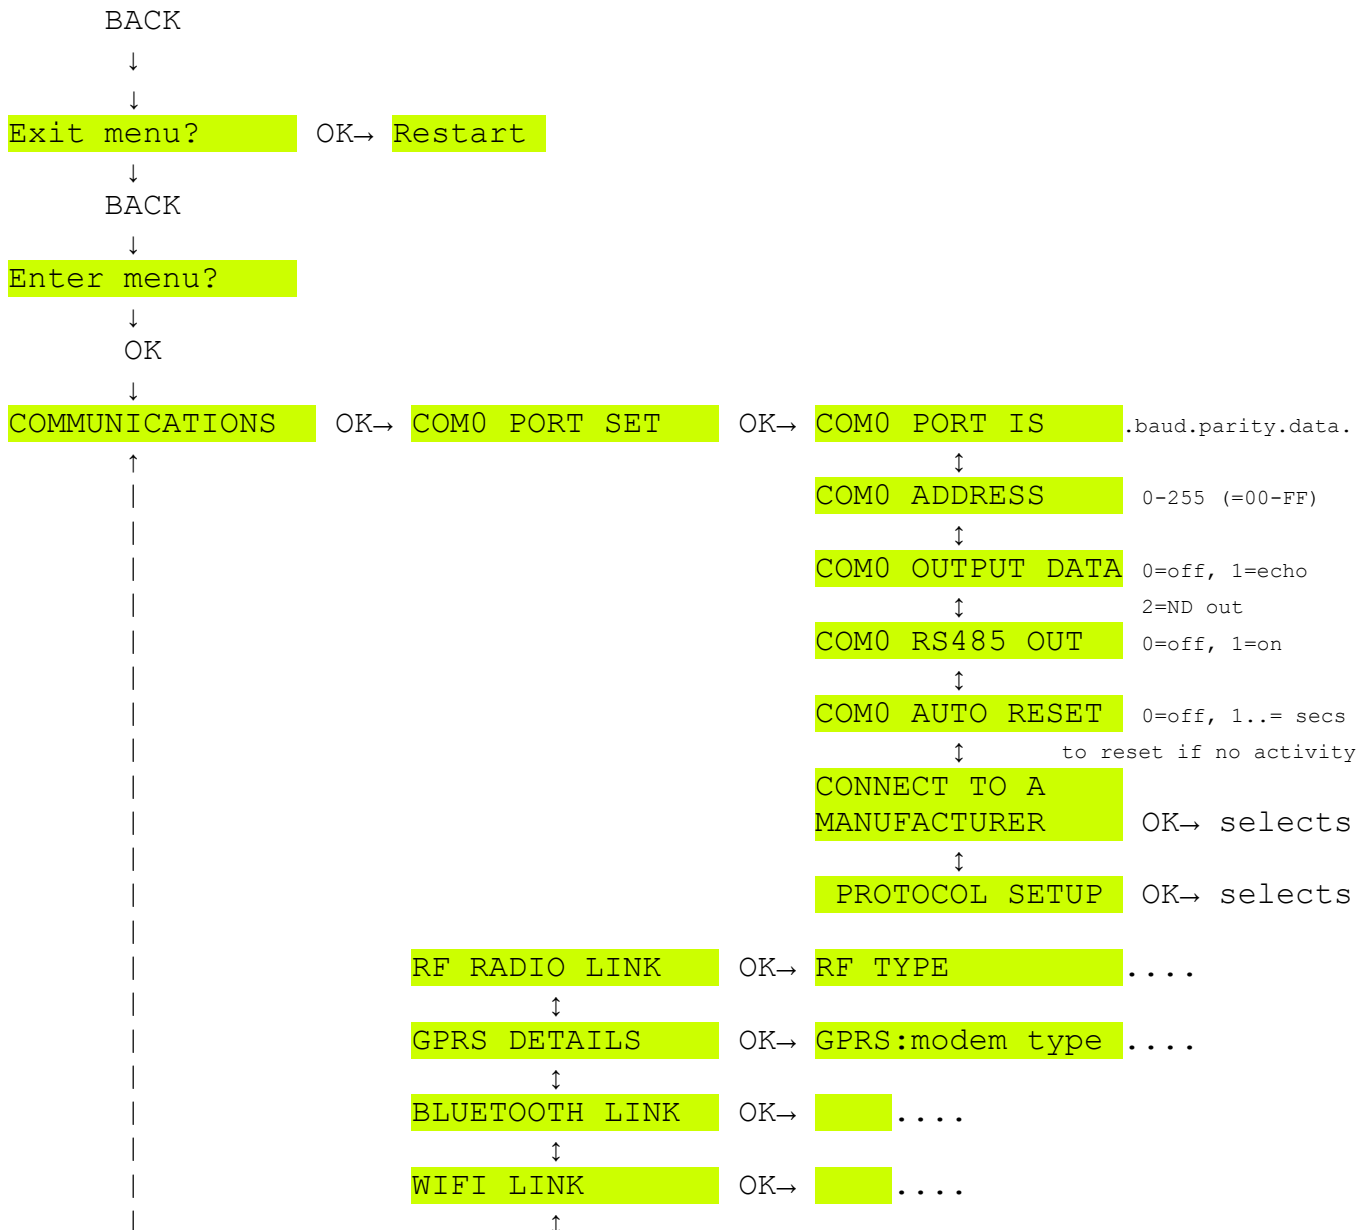 BACK
↓
↓
Exit menu? OK→ Restart
↓
BACK
↓
Enter menu?
↓
OK
↓
COMMUNICATIONS OK→ COM0 PORT SET OK→ COM0 PORT IS .baud.parity.data.
↑ ↕
| COM0 ADDRESS 0-255 (=00-FF)
| ↕
| COM0 OUTPUT DATA 0=off, 1=echo
| ↕ 2=ND out
| COM0 RS485 OUT 0=off, 1=on
| ↕
| COM0 AUTO RESET 0=off, 1..= secs
| ↕ to reset if no activity
| CONNECT TO A
| MANUFACTURER OK→ selects
| ↕
| PROTOCOL SETUP OK→ selects
|
| RF RADIO LINK OK→ RF TYPE ....
| ↕
| GPRS DETAILS OK→ GPRS:modem type ....
| ↕
| BLUETOOTH LINK OK→ ....
| ↕
| WIFI LINK OK→ ....
| ↑